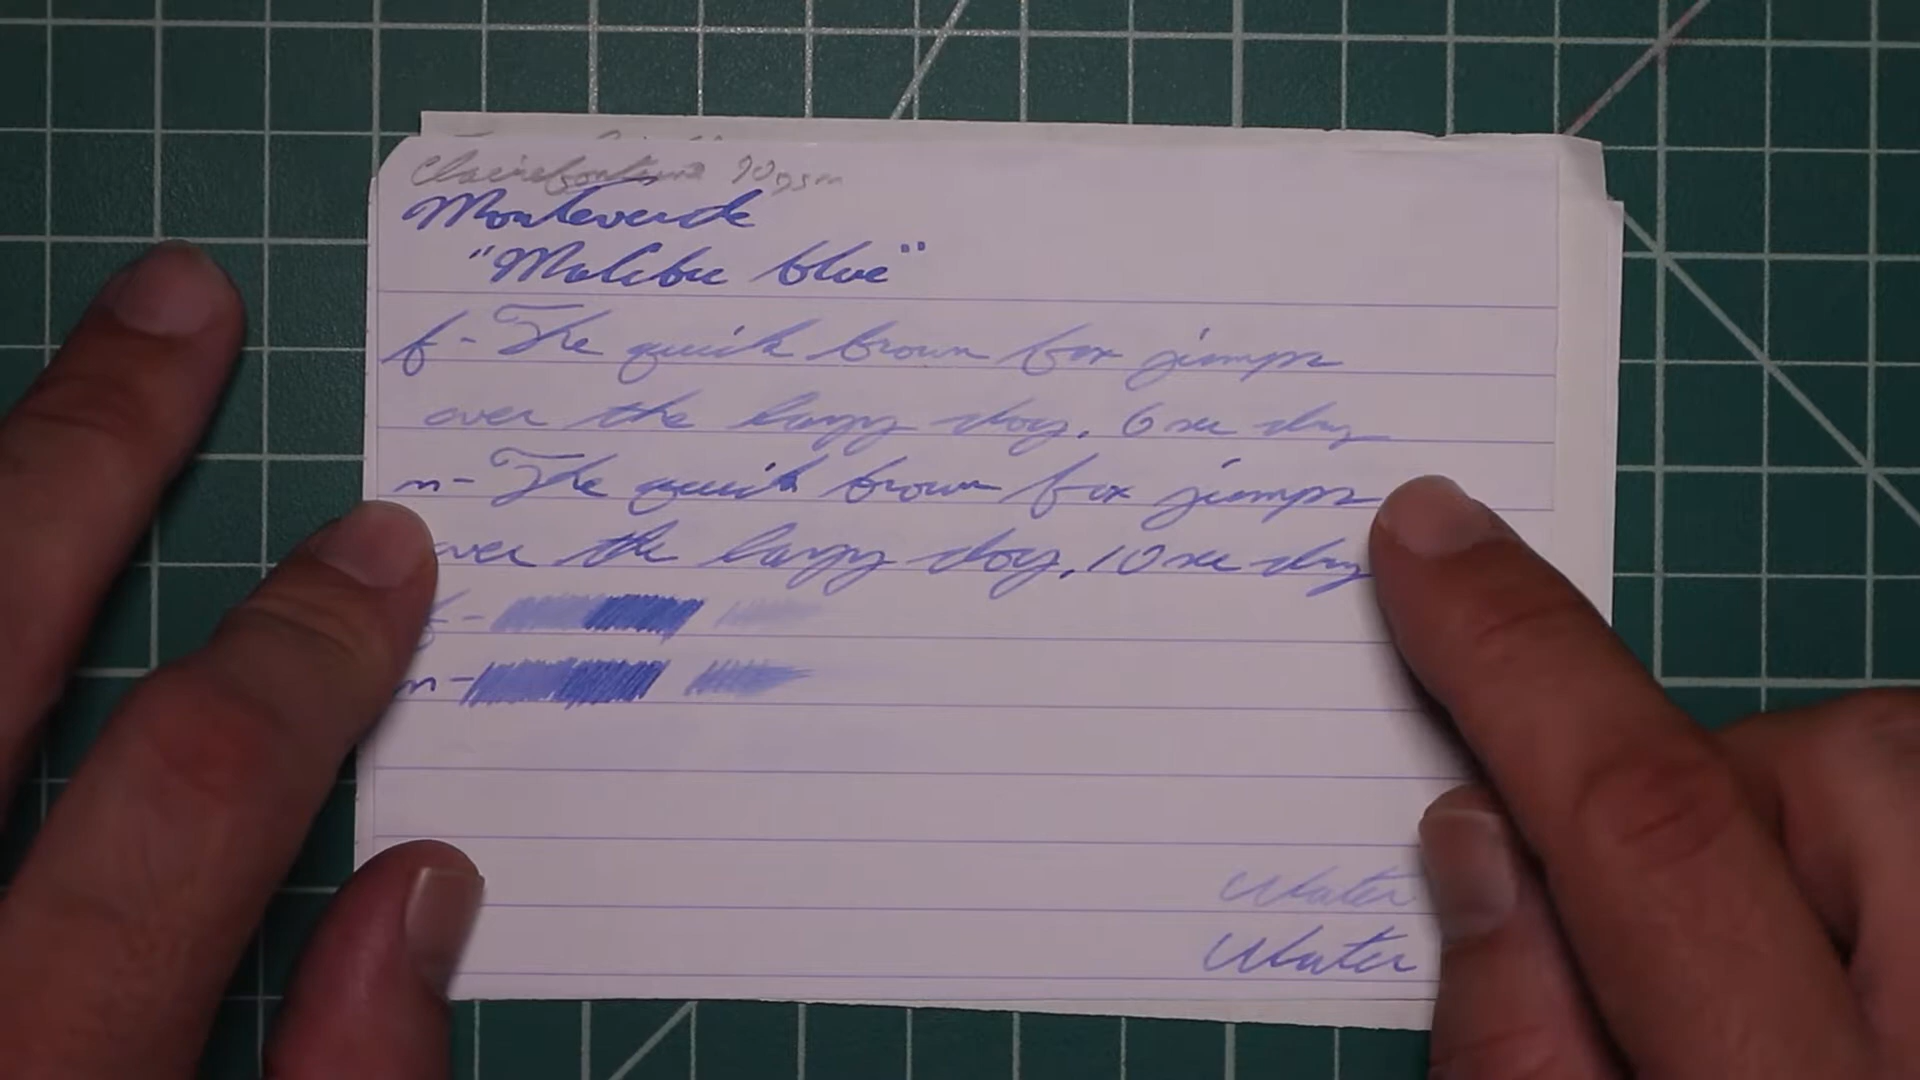 Clairefontaine 90gsm
Monteverde
"Malibu blue"
f - The quick brown fox jumps
over the lazy dog. 6 sec dry
m - The quick brown fox jumps
over the lazy dog. 10 sec dry
f -
m -
Water
Water